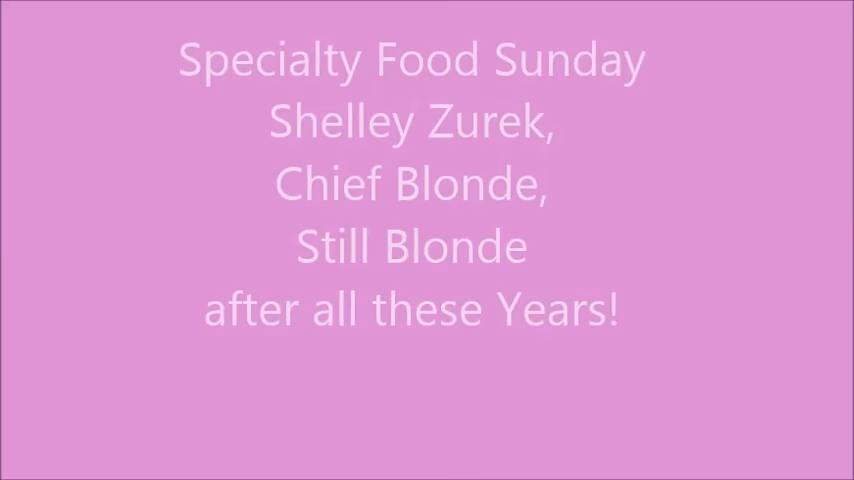 Specialty Food Sunday
Shelley Zurek,
Chief Blonde,
Still Blonde
after all these Years!